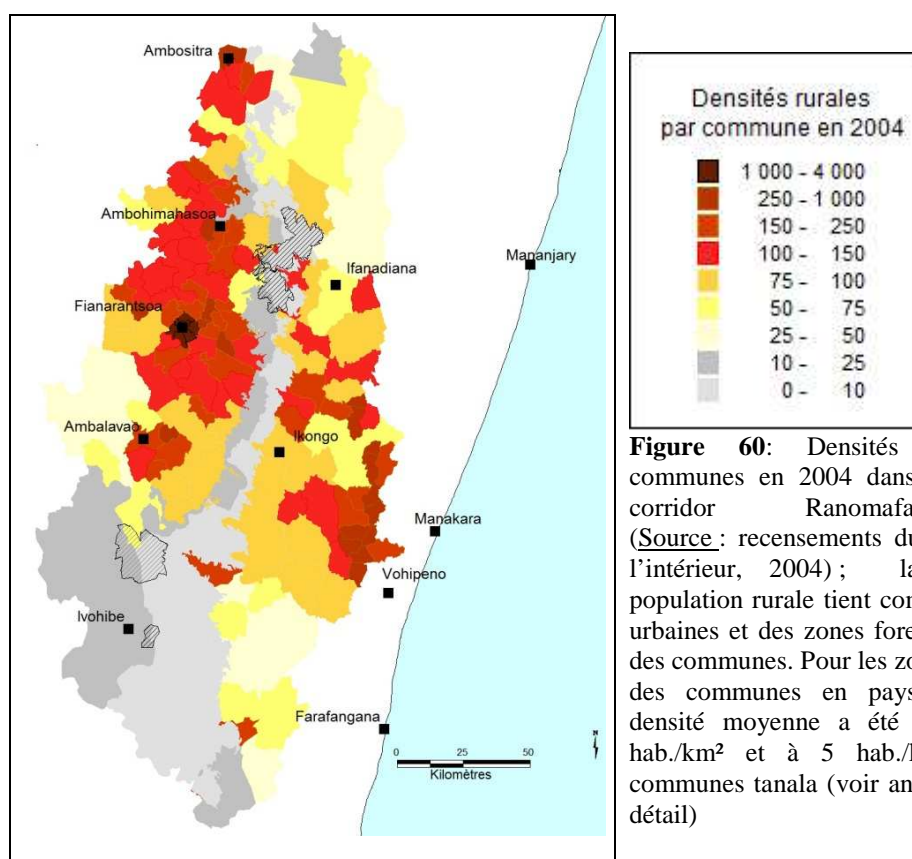 Ambositra
Ambohimahasoa
Mananjary
Ifanadiana
Fianarantsoa
Ambalavao
Ikongo
Manakara
Vohipeno
Ivohibe
Farafangana
0 25 50
Kilomètres
N
Densités rurales
par commune en 2004
1 000 - 4 000
250 - 1 000
150 - 250
100 - 150
75 - 100
50 - 75
25 - 50
10 - 25
0 - 10
Figure 60: Densités
communes en 2004 dans
corridor Ranomafa
(Source : recensements du
l'intérieur, 2004) ; la
population rurale tient con
urbaines et des zones fore
des communes. Pour les zo
des communes en pays
densité moyenne a été
hab./km² et à 5 hab./
communes tanala (voir an
détail)